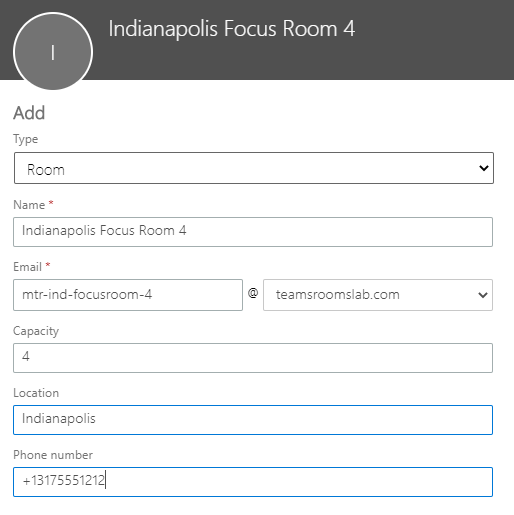 Indianapolis Focus Room 4
I
Add
Type
Room
Name *
Indianapolis Focus Room 4
Email *
mtr-ind-focusroom-4 @ teamsroomslab.com
Capacity
4
Location
Indianapolis
Phone number
+13175551212